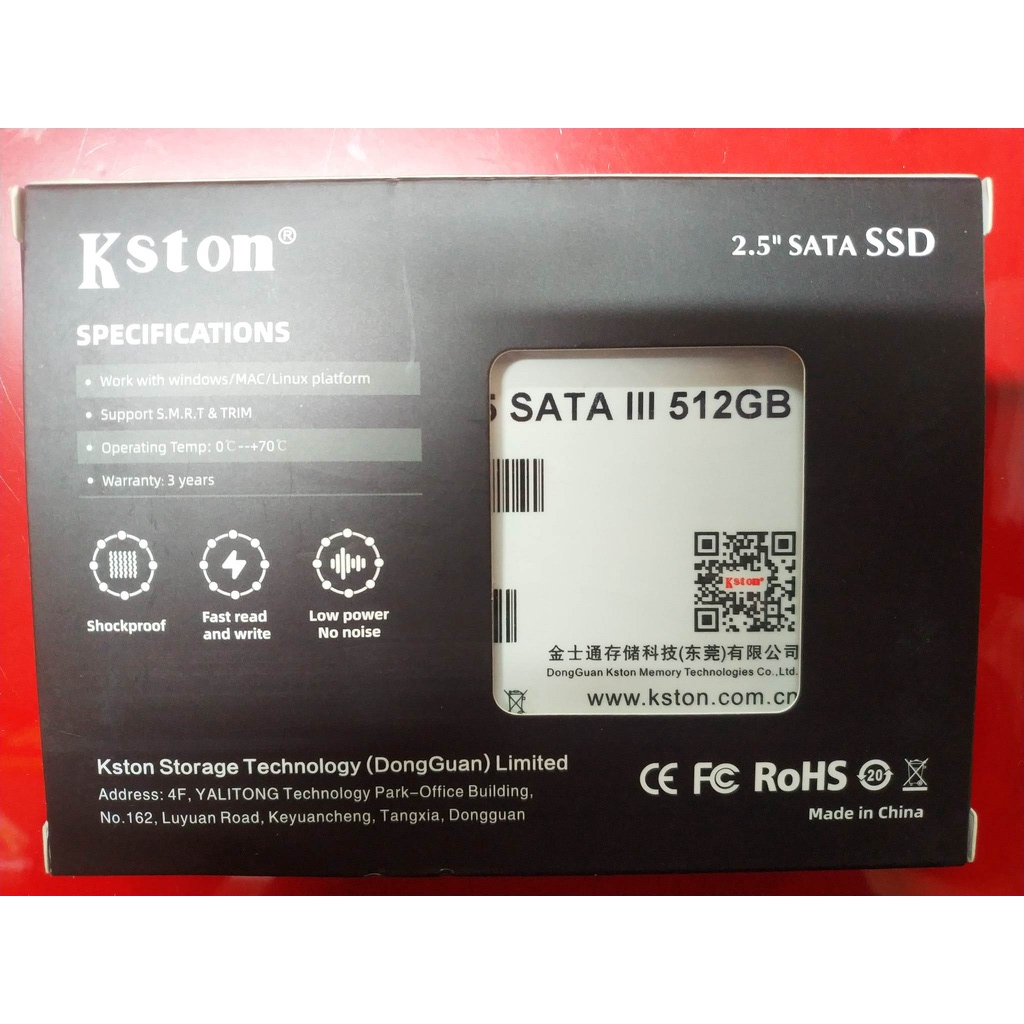 Kston®
2.5" SATA SSD
SPECIFICATIONS
• Work with windows/MAC/Linux platform
• Support S.M.R.T & TRIM
• Operating Temp: 0℃--+70℃
• Warranty: 3 years
Shockproof
Fast read
and write
Low power
No noise
SATA III 512GB
Kston®
金士通存储科技(东莞)有限公司
DongGuan Kston Memory Technologies Co.,Ltd.
www.kston.com.cn
Kston Storage Technology (DongGuan) Limited
Address: 4F, YALITONG Technology Park-Office Building,
No.162, Luyuan Road, Keyuancheng, Tangxia, Dongguan
CE FC RoHS 20
Made in China